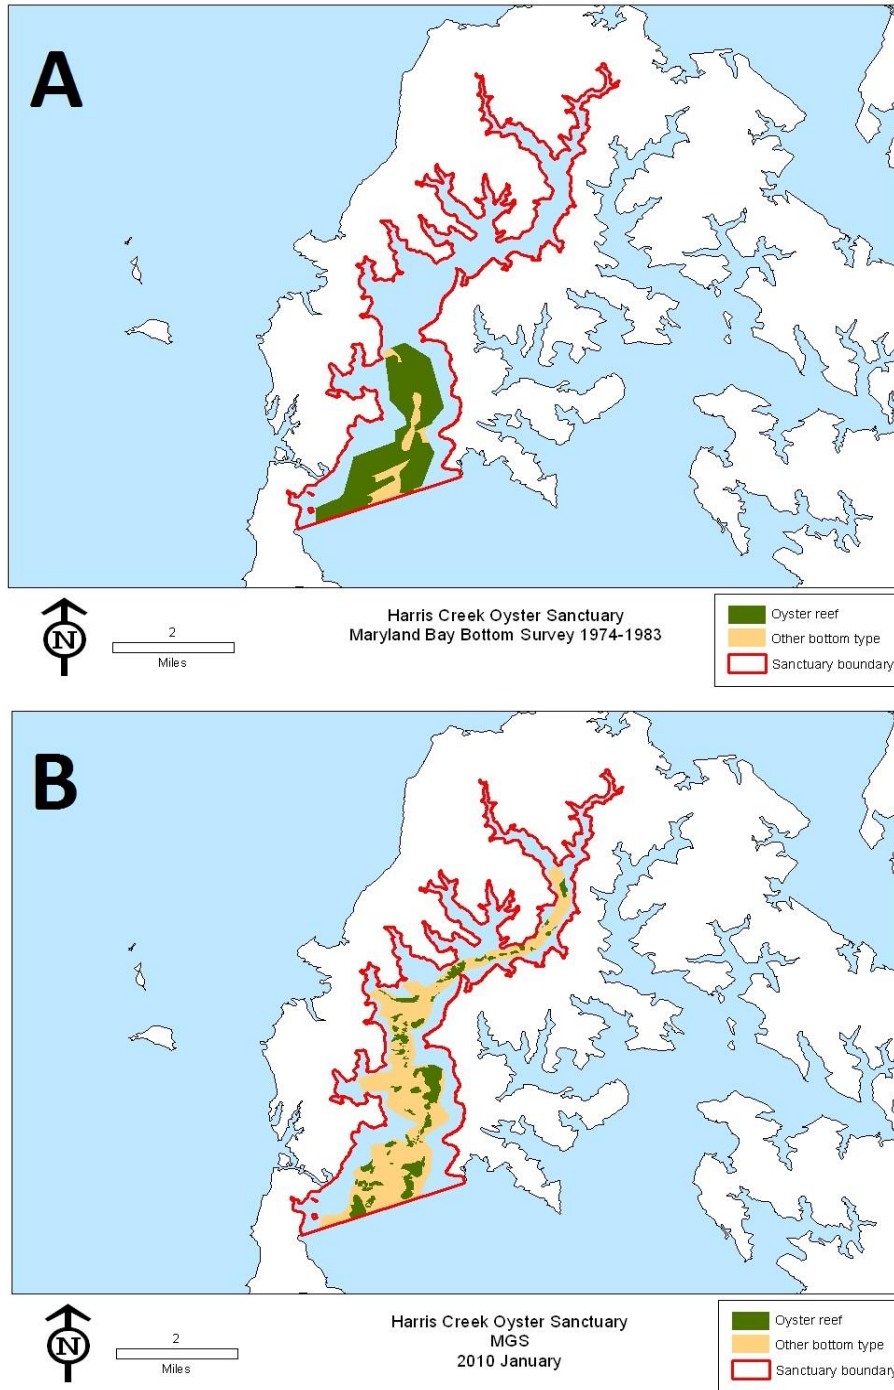 A
N
2
Miles
Harris Creek Oyster Sanctuary
Maryland Bay Bottom Survey 1974-1983
Oyster reef
Other bottom type
Sanctuary boundary
B
N
2
Miles
Harris Creek Oyster Sanctuary
MGS
2010 January
Oyster reef
Other bottom type
Sanctuary boundary